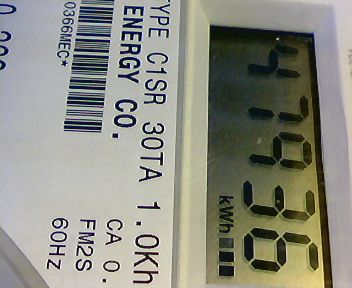 TYPE C1SR 30TA 1.0Kh
ENERGY CO. CA 0.
FM2S
0366MEC* 60HZ
47936
kWh